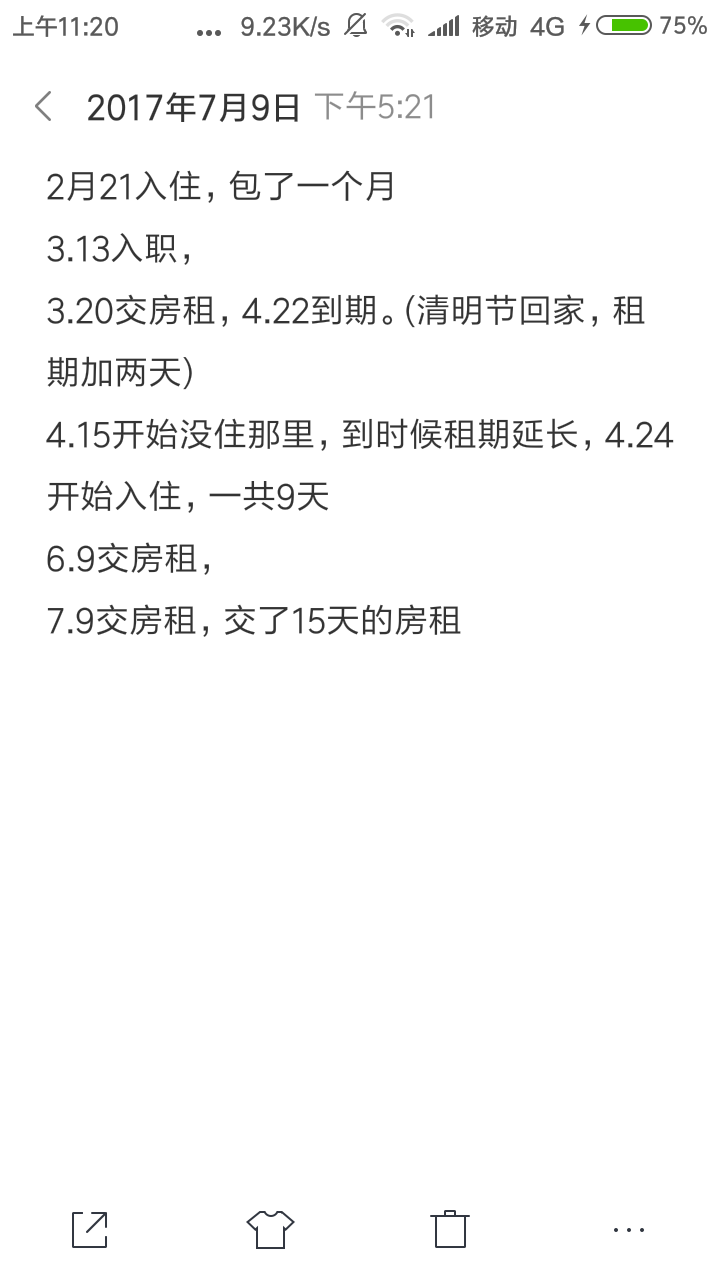 上午11:20 ... 9.23K/s 移动 4G 75%
2017年7月9日 下午5:21
2月21入住，包了一个月
3.13入职，
3.20交房租，4.22到期。(清明节回家，租
期加两天)
4.15开始没住那里，到时候租期延长，4.24
开始入住，一共9天
6.9交房租，
7.9交房租，交了15天的房租